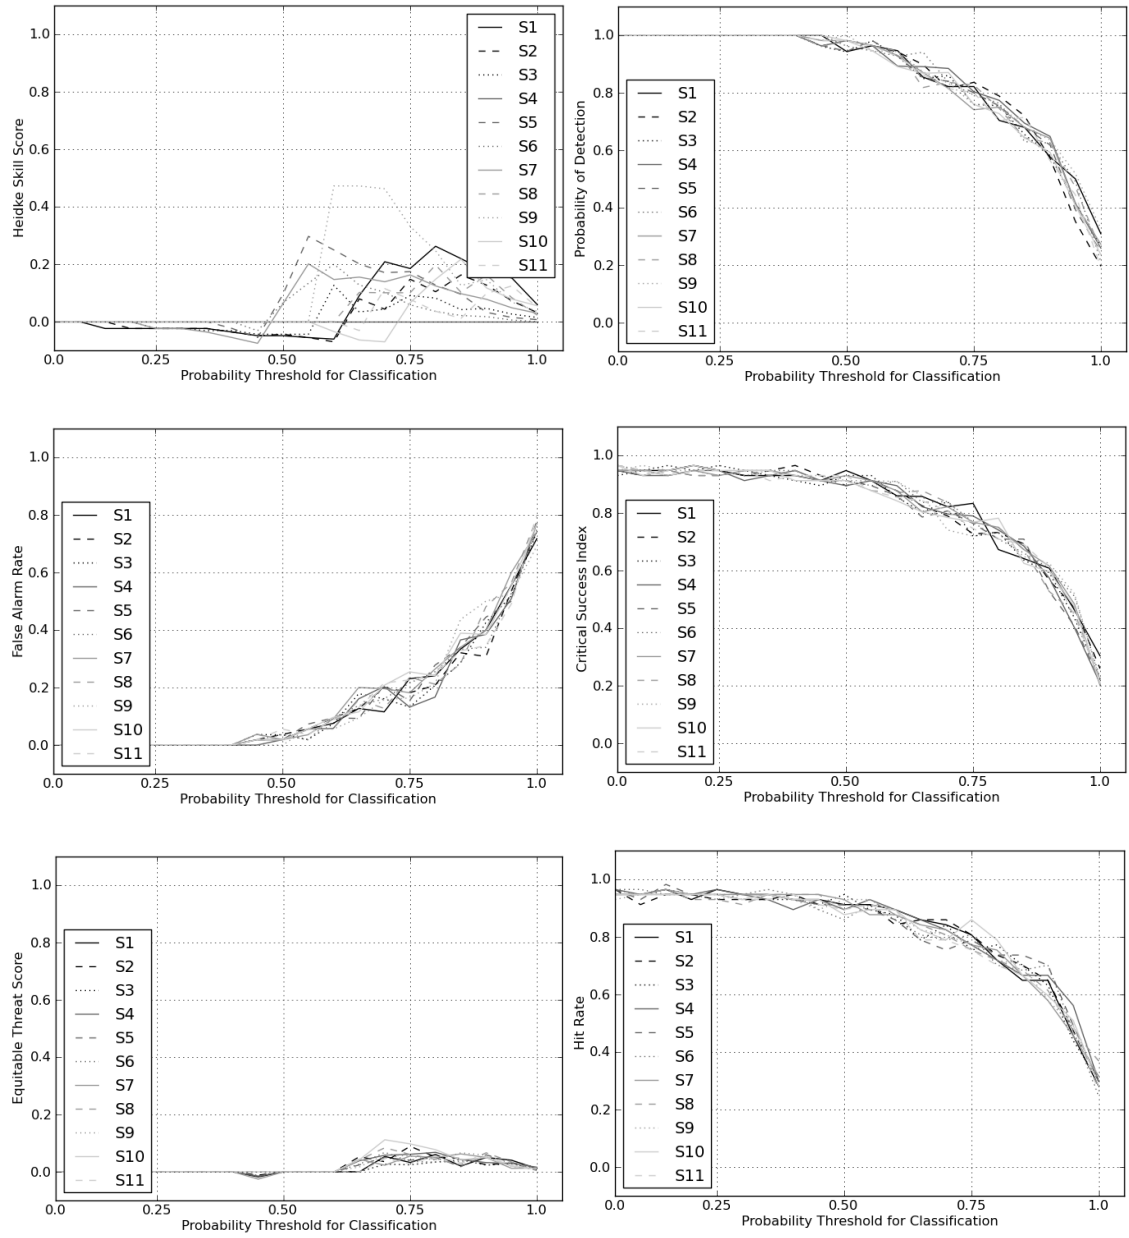 Heidke Skill Score
1.0
0.8
0.6
0.4
0.2
0.0
0.0
0.25
0.50
0.75
1.0
Probability Threshold for Classification
S1
S2
S3
S4
S5
S6
S7
S8
S9
S10
S11
Probability of Detection
1.0
0.8
0.6
0.4
0.2
0.0
0.0
0.25
0.50
0.75
1.0
Probability Threshold for Classification
S1
S2
S3
S4
S5
S6
S7
S8
S9
S10
S11
False Alarm Rate
1.0
0.8
0.6
0.4
0.2
0.0
0.0
0.25
0.50
0.75
1.0
Probability Threshold for Classification
S1
S2
S3
S4
S5
S6
S7
S8
S9
S10
S11
Critical Success Index
1.0
0.8
0.6
0.4
0.2
0.0
0.0
0.25
0.50
0.75
1.0
Probability Threshold for Classification
S1
S2
S3
S4
S5
S6
S7
S8
S9
S10
S11
Equitable Threat Score
1.0
0.8
0.6
0.4
0.2
0.0
0.0
0.25
0.50
0.75
1.0
Probability Threshold for Classification
S1
S2
S3
S4
S5
S6
S7
S8
S9
S10
S11
Hit Rate
1.0
0.8
0.6
0.4
0.2
0.0
0.0
0.25
0.50
0.75
1.0
Probability Threshold for Classification
S1
S2
S3
S4
S5
S6
S7
S8
S9
S10
S11